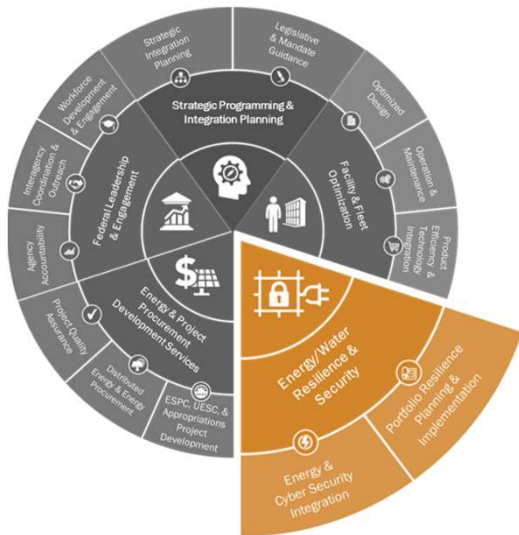 Strategic
Integration
Planning
Legislative
& Mandate
Guidance
Optimized
Design
Operation &
Maintenance
Product
Efficiency &
Technology
Integration
Workforce
Development
& Engagement
Interagency
Coordination &
Outreach
Agency
Accountability
Project Quality
Assurance
Distributed
Energy & Energy
Procurement
ESPC, UESC, &
Appropriations
Project
Development
Strategic Programming &
Integration Planning
Facility & Fleet
Optimization
Federal Leadership
& Engagement
Energy & Project
Procurement
Development Services
$
Energy/Water
Resilience &
Security
Portfolio Resilience
Planning &
Implementation
Energy &
Cyber Security
Integration